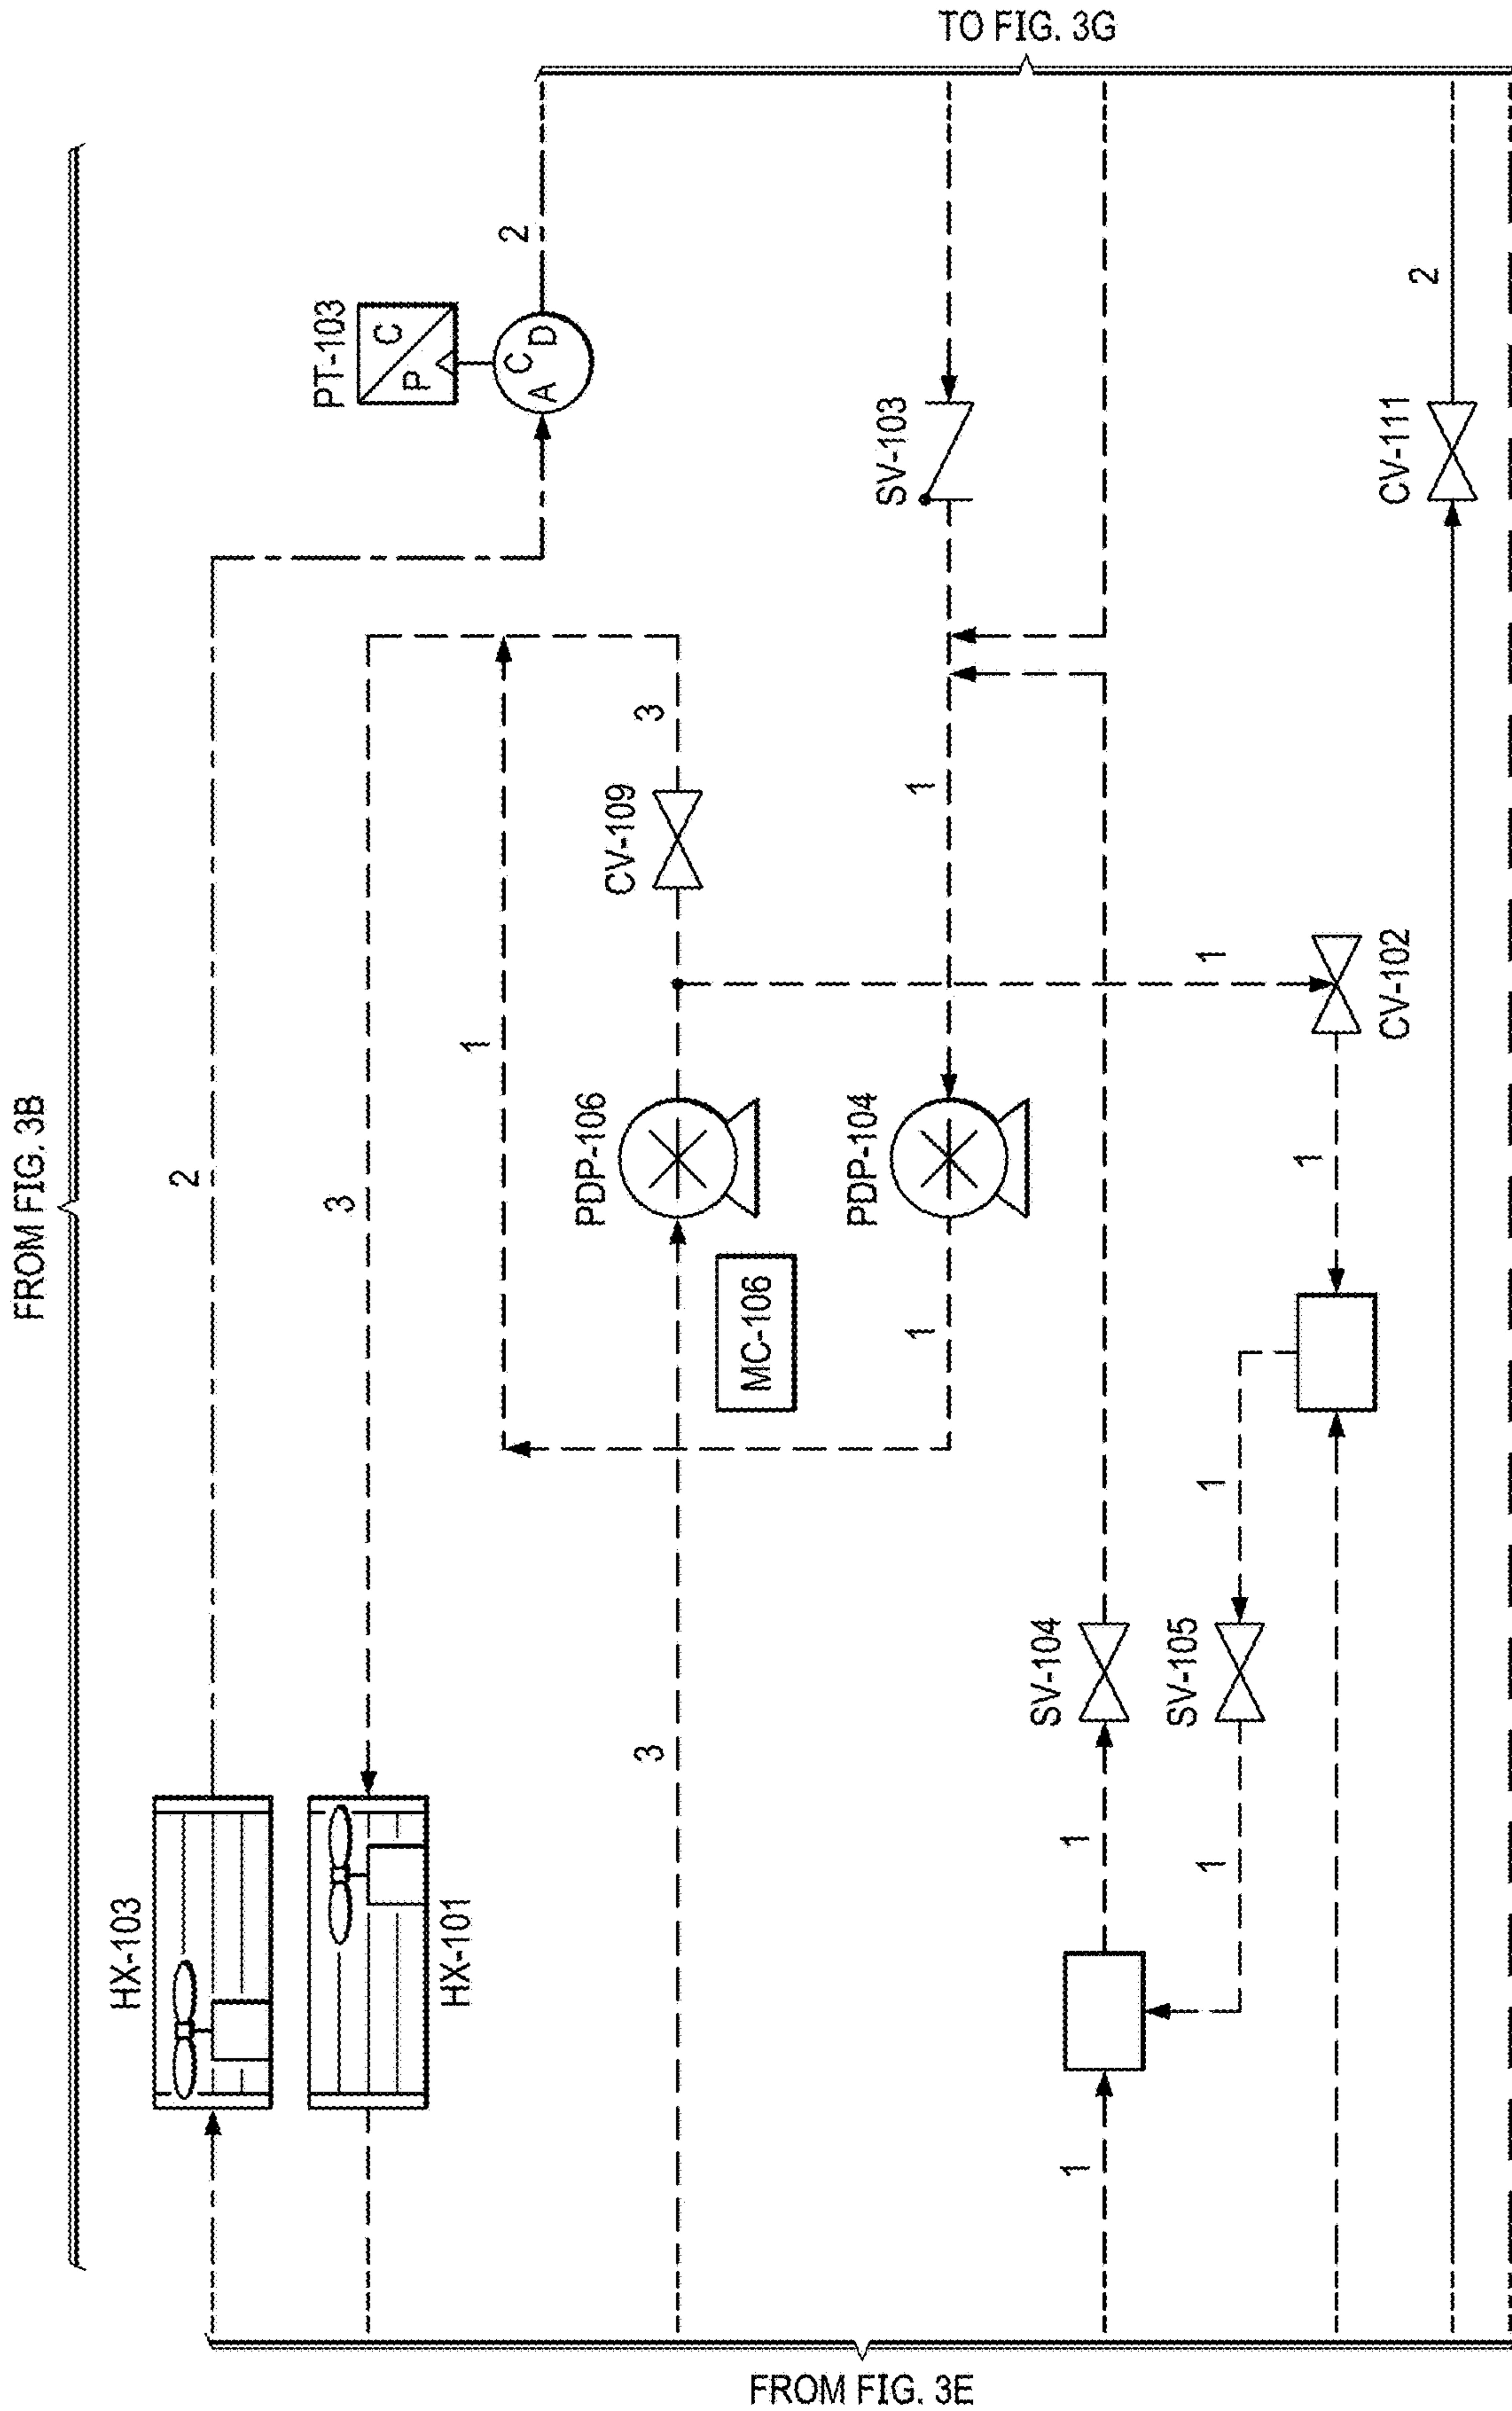 TO FIG. 3G
FROM FIG. 3B
PT-103
C
P
C
A
D
2
SV-103
CV-111
2
3
CV-109
1
1
1
CV-102
2
3
1
PDP-106
PDP-104
MC-106
1
1
1
3
SV-104
SV-105
HX-103
HX-101
1
1
1
FROM FIG. 3E